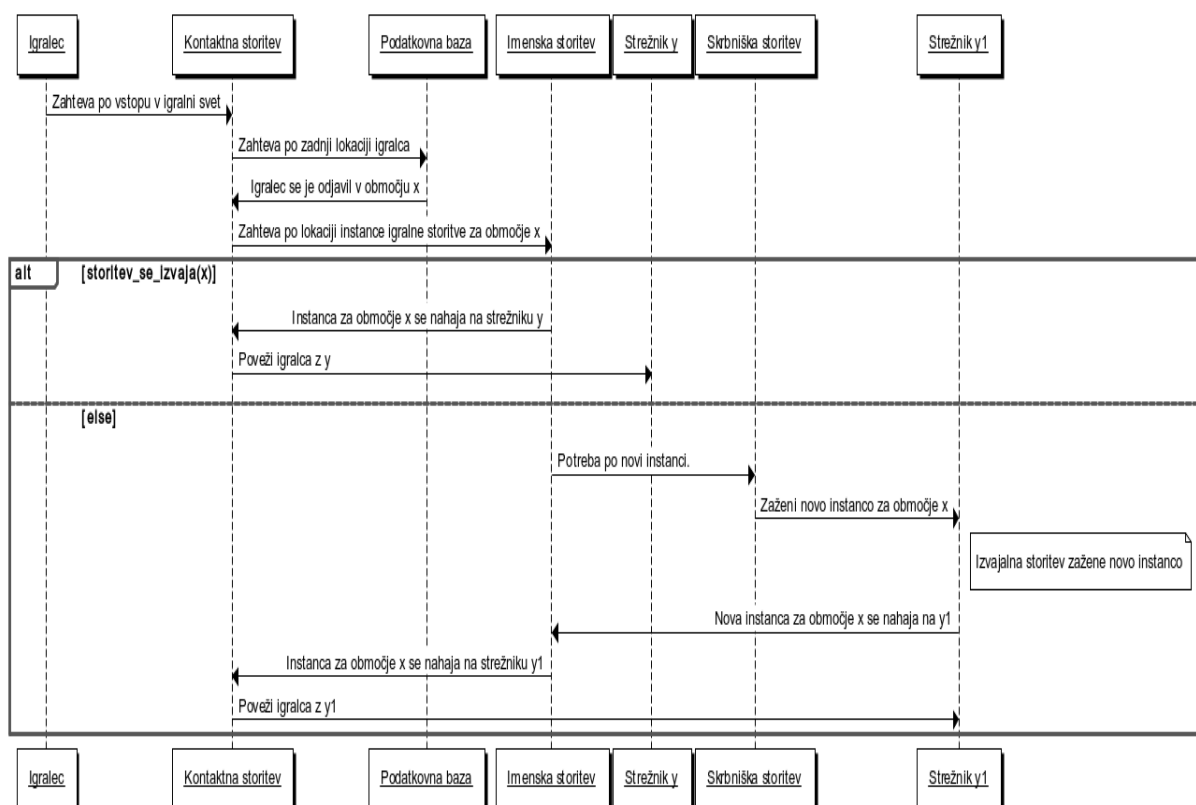 Igralec
Kontaktna storitev
Podatkovna baza
Imenska storitev
Strežnik y
Skrbniška storitev
Strežnik y1
Zahteva po vstopu v igralni svet
Zahteva po zadnji lokaciji igralca
Igralec se je odjavil v območju x
Zahteva po lokaciji instance igralne storitve za območje x
alt
[storitev_se_izvaja(x)]
Instanca za območje x se nahaja na strežniku y
Poveži igralca z y
[else]
Potreba po novi instanci.
Zaženi novo instanco za območje x
Izvajalna storitev zažene novo instanco
Nova instanca za območje x se nahaja na y1
Instanca za območje x se nahaja na strežniku y1
Poveži igralca z y1
Igralec
Kontaktna storitev
Podatkovna baza
Imenska storitev
Strežnik y
Skrbniška storitev
Strežnik y1